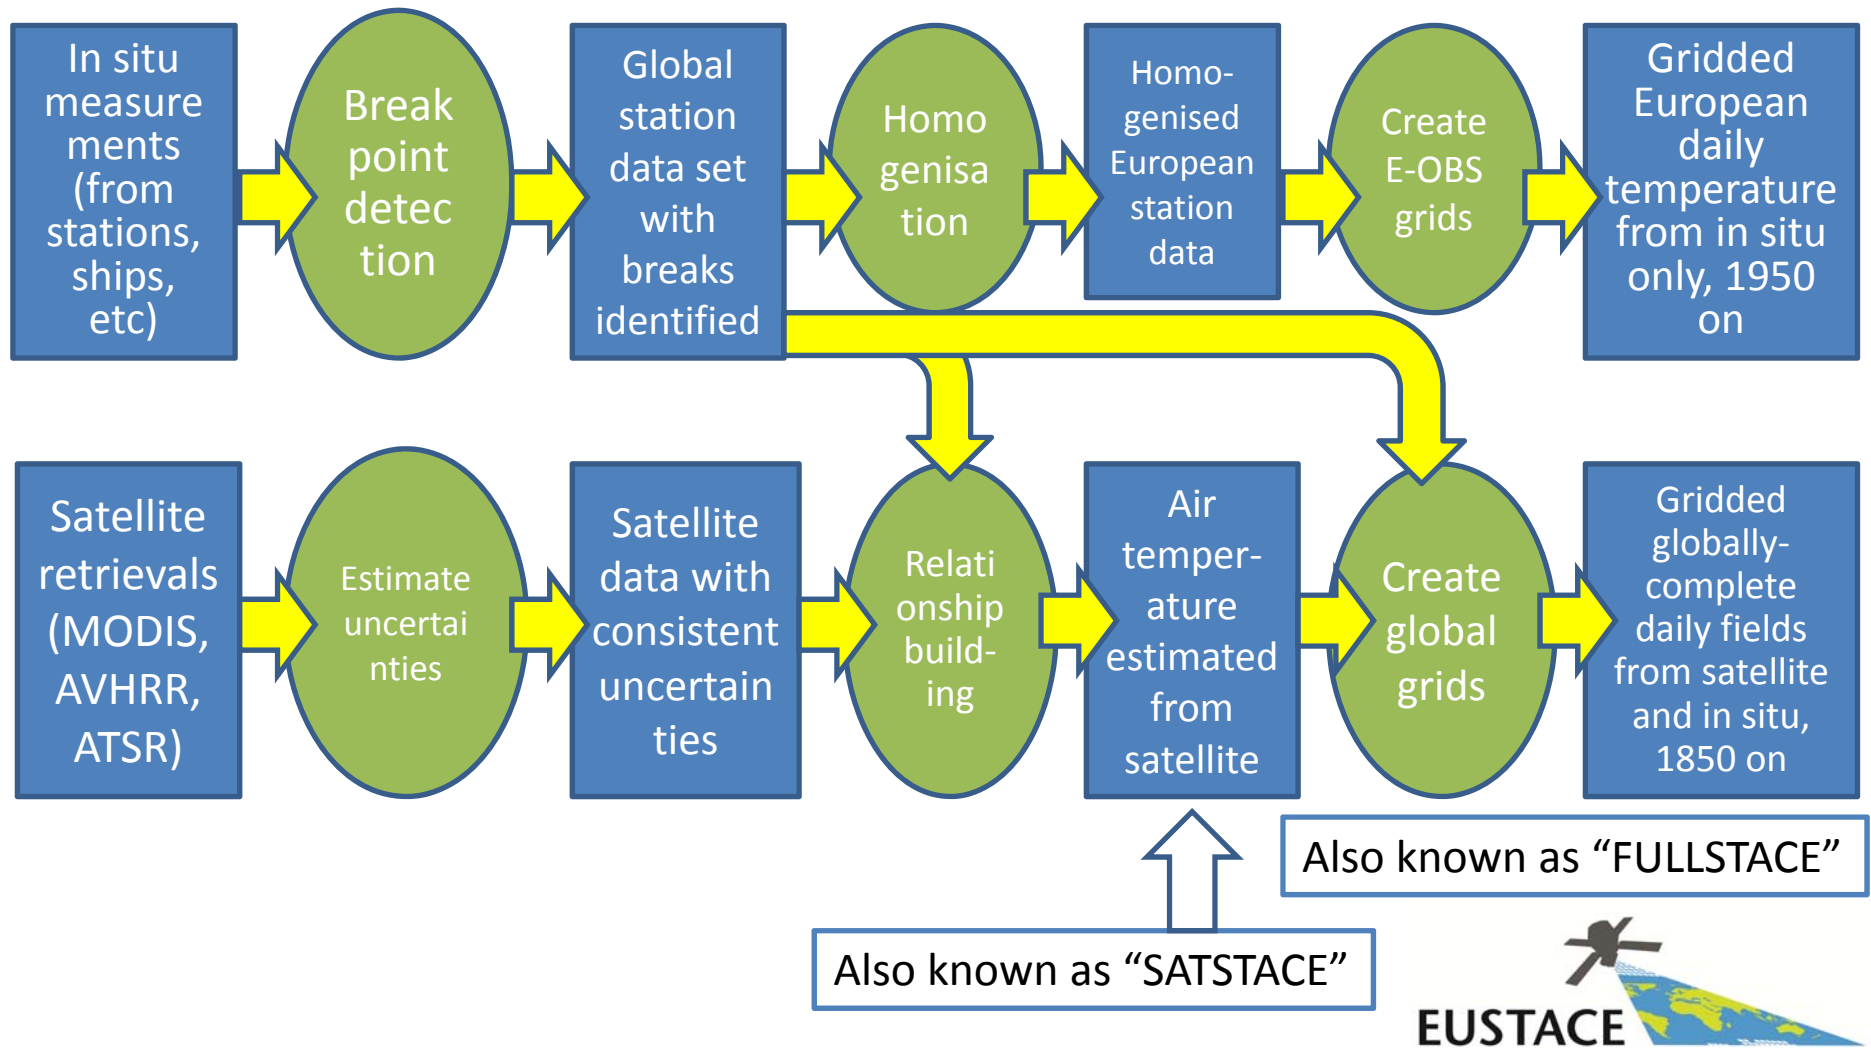 In situ
measure
ments
(from
stations,
ships,
etc)
Break
point
detec
tion
Global
station
data set
with
breaks
identified
Homo
genisa
tion
Homo-
genised
European
station
data
Create
E-OBS
grids
Gridded
European
daily
temperature
from in situ
only, 1950
on
Satellite
retrievals
(MODIS,
AVHRR,
ATSR)
Estimate
uncertai
nties
Satellite
data with
consistent
uncertain
ties
Relati
onship
build-
ing
Air
temper-
ature
estimated
from
satellite
Create
global
grids
Gridded
globally-
complete
daily fields
from satellite
and in situ,
1850 on
Also known as “FULLSTACE”
Also known as “SATSTACE”
EUSTACE